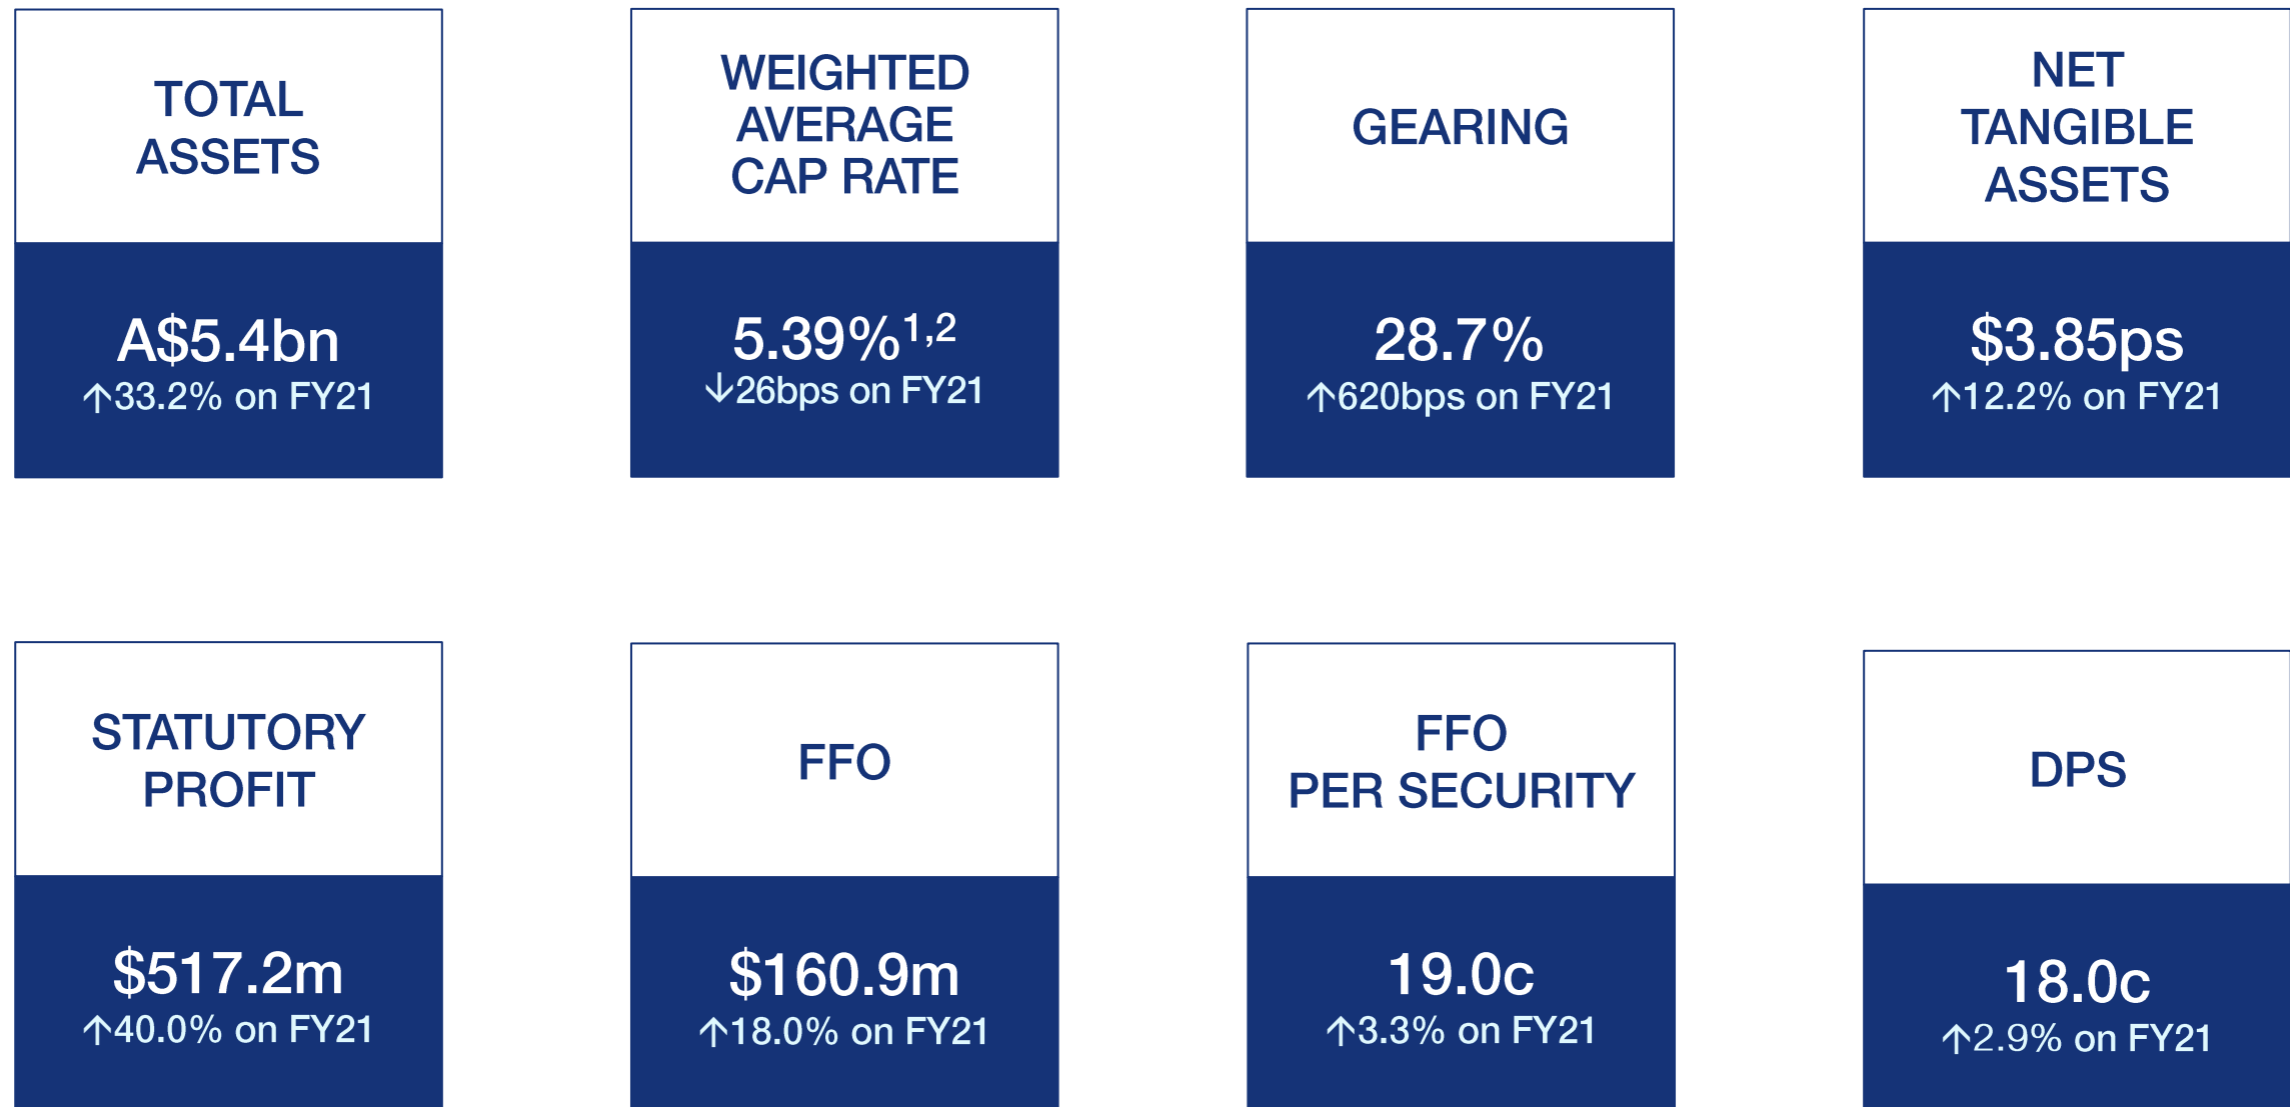 TOTAL
ASSETS
A$5.4bn
↑33.2% on FY21
WEIGHTED
AVERAGE
CAP RATE
5.39%1,2
↓26bps on FY21
GEARING
28.7%
↑620bps on FY21
NET
TANGIBLE
ASSETS
$3.85ps
↑12.2% on FY21
STATUTORY
PROFIT
$517.2m
↑40.0% on FY21
FFO
$160.9m
↑18.0% on FY21
FFO
PER SECURITY
19.0c
↑3.3% on FY21
DPS
18.0c
↑2.9% on FY21